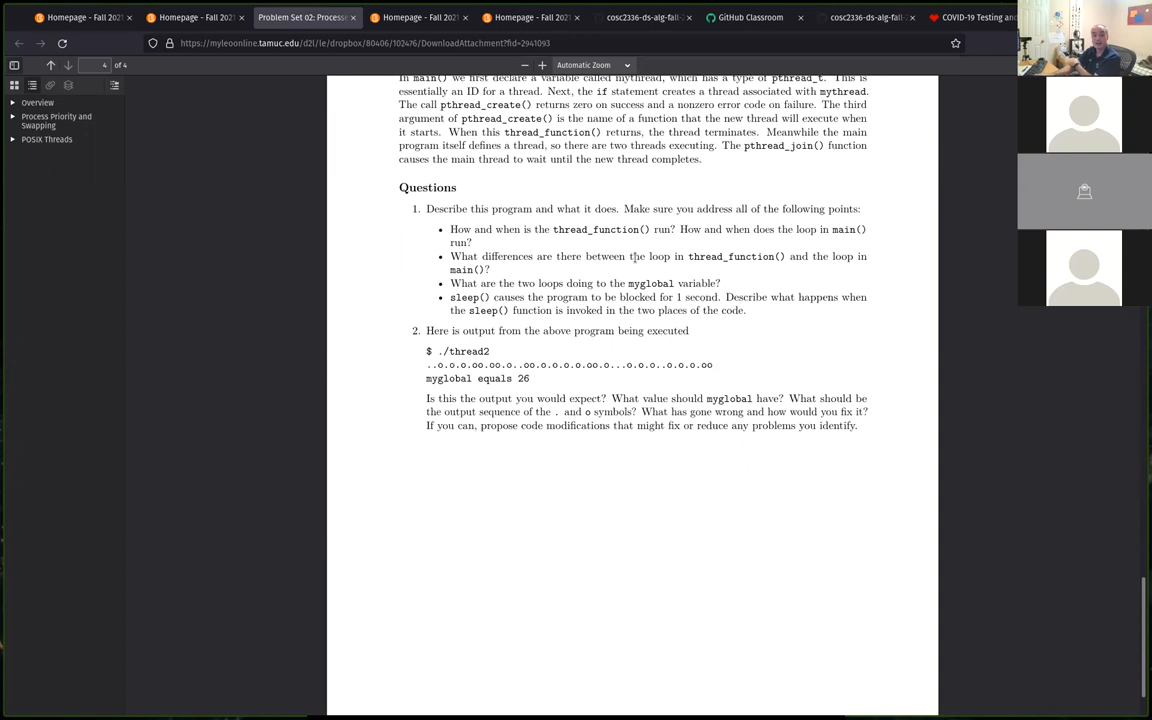 Homepage - Fall 2021
Homepage - Fall 2021
Problem Set 02: Processe
Homepage - Fall 2021
Homepage - Fall 2021
cosc2336-ds-alg-fall-2
GitHub Classroom
cosc2336-ds-alg-fall-2
COVID-19 Testing an
https://myleoonline.tamuc.edu/d2l/le/dropbox/80406/102476/DownloadAttachment?fid=2941093
4 of 4
Automatic Zoom
Overview
Process Priority and
Swapping
POSIX Threads
In main() we first declare a variable called mythread, which has a type of pthread_t. This is
essentially an ID for a thread. Next, the if statement creates a thread associated with mythread.
The call pthread_create() returns zero on success and a nonzero error code on failure. The third
argument of pthread_create() is the name of a function that the new thread will execute when
it starts. When this thread_function() returns, the thread terminates. Meanwhile the main
program itself defines a thread, so there are two threads executing. The pthread_join() function
causes the main thread to wait until the new thread completes.
Questions
1. Describe this program and what it does. Make sure you address all of the following points:
• How and when is the thread_function() run? How and when does the loop in main()
run?
• What differences are there between the loop in thread_function() and the loop in
main()?
• What are the two loops doing to the myglobal variable?
• sleep() causes the program to be blocked for 1 second. Describe what happens when
the sleep() function is invoked in the two places of the code.
2. Here is output from the above program being executed
$ ./thread2
..o.o.o.oo.oo.o..oo.o.o.o.o.oo.o...o.o.o..o.o.o.oo
myglobal equals 26
Is this the output you would expect? What value should myglobal have? What should be
the output sequence of the . and o symbols? What has gone wrong and how would you fix it?
If you can, propose code modifications that might fix or reduce any problems you identify.